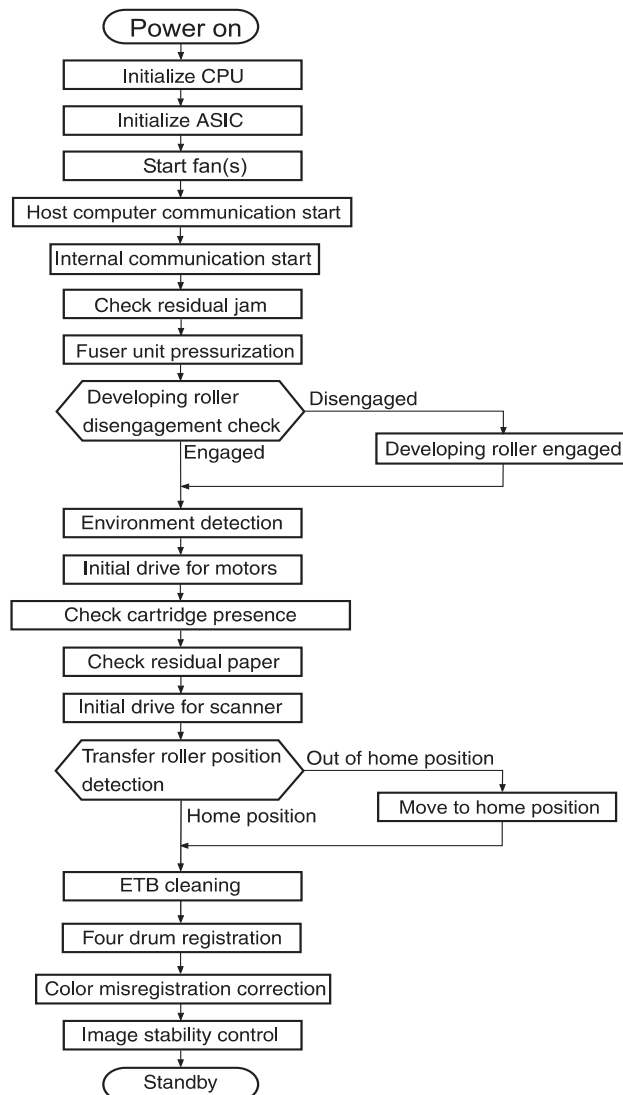 Power on
Initialize CPU
Initialize ASIC
Start fan(s)
Host computer communication start
Internal communication start
Check residual jam
Fuser unit pressurization
Developing roller
disengagement check
Disengaged
Developing roller engaged
Engaged
Environment detection
Initial drive for motors
Check cartridge presence
Check residual paper
Initial drive for scanner
Transfer roller position
detection
Out of home position
Move to home position
Home position
ETB cleaning
Four drum registration
Color misregistration correction
Image stability control
Standby